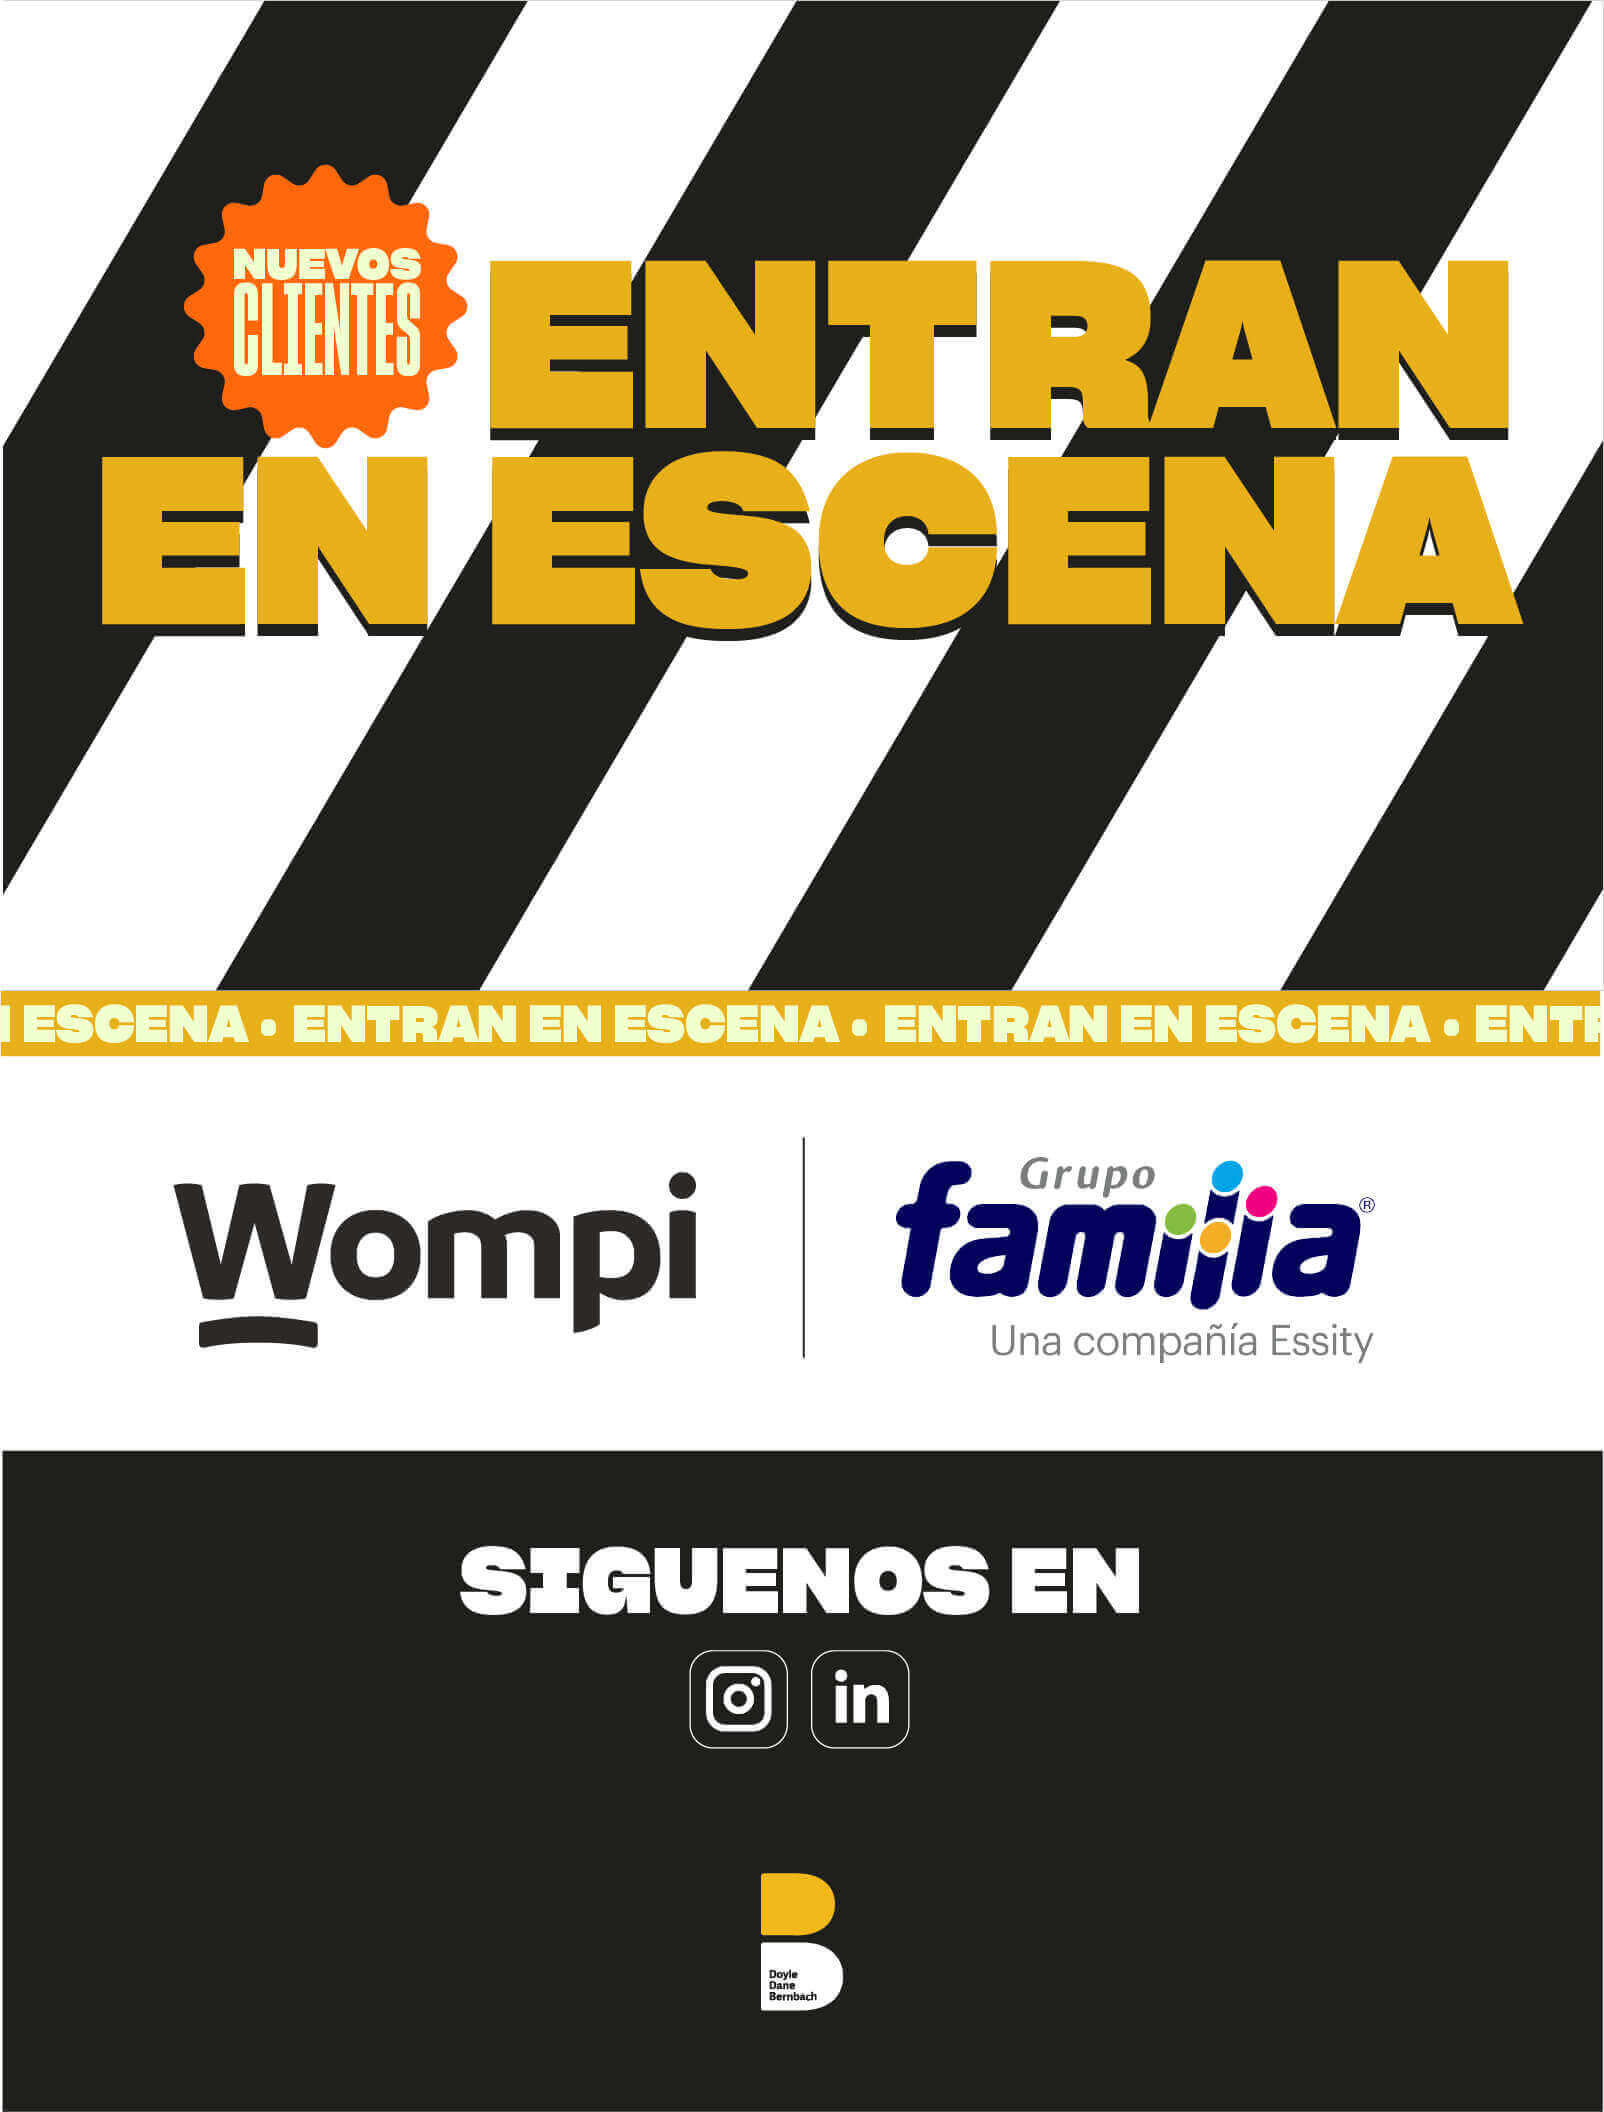 NUEVOS
CLIENTES
ENTRAN
EN ESCENA
ESCENA • ENTRAN EN ESCENA • ENTRAN EN ESCENA • ENTR
Wompi
Grupo
familia®
Una compañía Essity
SIGUENOS EN
in
Doyle
Dane
Bernbach